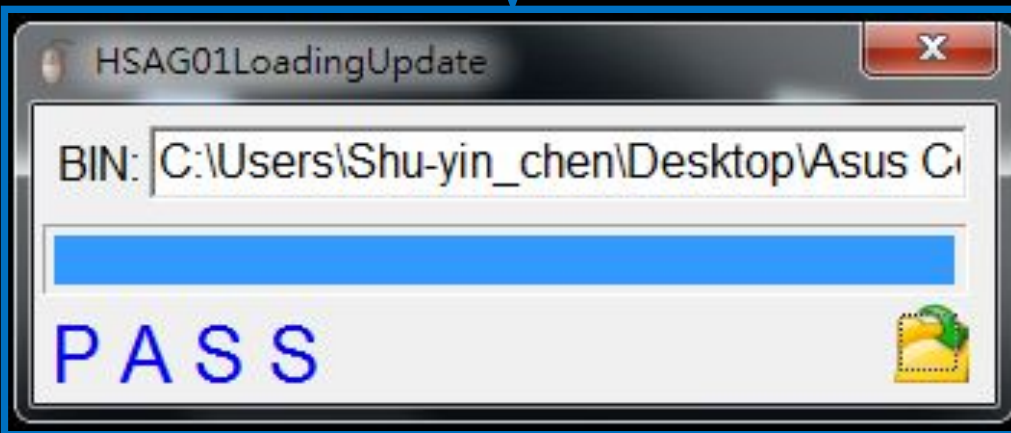 HSAG01LoadingUpdate
BIN: C:\Users\Shu-yin_chen\Desktop\Asus
P A S S